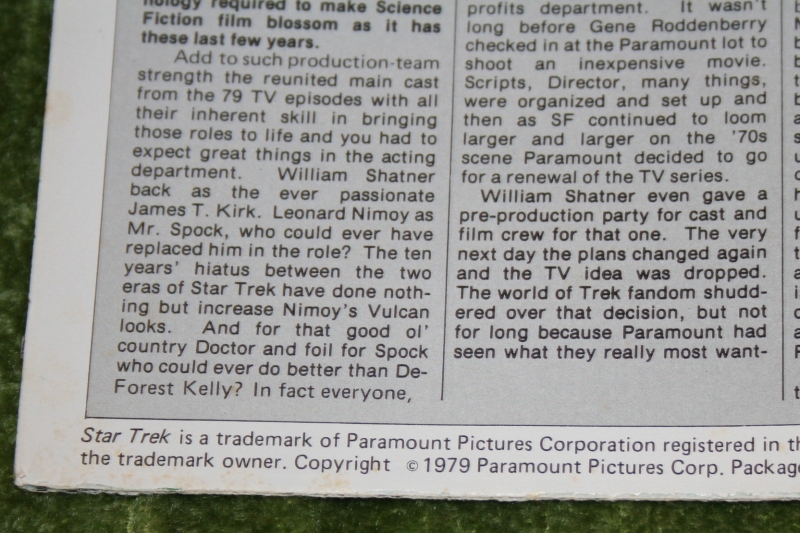 nology required to make Science
Fiction film blossom as it has
these last few years.
Add to such production-team
strength the reunited main cast
from the 79 TV episodes with all
their inherent skill in bringing
those roles to life and you had to
expect great things in the acting
department. William Shatner
back as the ever passionate
James T. Kirk. Leonard Nimoy as
Mr. Spock, who could ever have
replaced him in the role? The ten
years' hiatus between the two
eras of Star Trek have done noth-
ing but increase Nimoy's Vulcan
looks. And for that good ol'
country Doctor and foil for Spock
who could ever do better than De-
Forest Kelly? In fact everyone,
profits department. It wasn't
long before Gene Roddenberry
checked in at the Paramount lot to
shoot an inexpensive movie.
Scripts, Director, many things,
were organized and set up and
then as SF continued to loom
larger and larger on the '70s
scene Paramount decided to go
for a renewal of the TV series.
William Shatner even gave a
pre-production party for cast and
film crew for that one. The very
next day the plans changed again
and the TV idea was dropped.
The world of Trek fandom shudd-
ered over that decision, but not
for long because Paramount had
seen what they really most want-
Star Trek is a trademark of Paramount Pictures Corporation registered in th
the trademark owner. Copyright © 1979 Paramount Pictures Corp. Package